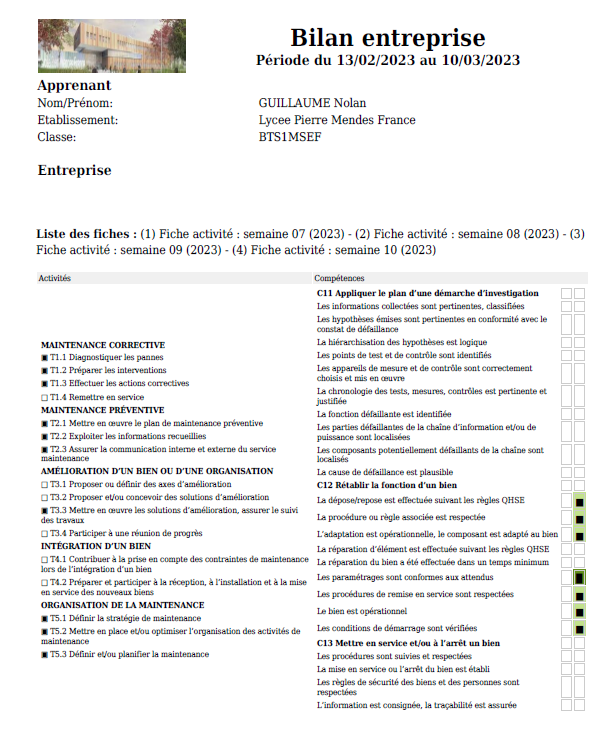 Bilan entreprise
Période du 13/02/2023 au 10/03/2023
Apprenant
Nom/Prénom: GUILLAUME Nolan
Etablissement: Lycee Pierre Mendes France
Classe: BTS1MSEF
Entreprise
Liste des fiches : (1) Fiche activité : semaine 07 (2023) - (2) Fiche activité : semaine 08 (2023) - (3)
Fiche activité : semaine 09 (2023) - (4) Fiche activité : semaine 10 (2023)
Activités
MAINTENANCE CORRECTIVE
▣ T1.1 Diagnostiquer les pannes
▣ T1.2 Préparer les interventions
▣ T1.3 Effectuer les actions correctives
□ T1.4 Remettre en service
MAINTENANCE PRÉVENTIVE
▣ T2.1 Mettre en œuvre le plan de maintenance préventive
▣ T2.2 Exploiter les informations recueillies
▣ T2.3 Assurer la communication interne et externe du service
maintenance
AMÉLIORATION D'UN BIEN OU D'UNE ORGANISATION
□ T3.1 Proposer ou définir des axes d'amélioration
□ T3.2 Proposer et/ou concevoir des solutions d'amélioration
▣ T3.3 Mettre en œuvre les solutions d'amélioration, assurer le suivi
des travaux
□ T3.4 Participer à une réunion de progrès
INTÉGRATION D'UN BIEN
□ T4.1 Contribuer à la prise en compte des contraintes de maintenance
lors de l'intégration d'un bien
□ T4.2 Préparer et participer à la réception, à l'installation et à la mise
en service des nouveaux biens
ORGANISATION DE LA MAINTENANCE
▣ T5.1 Définir la stratégie de maintenance
▣ T5.2 Mettre en place et/ou optimiser l'organisation des activités de
maintenance
▣ T5.3 Définir et/ou planifier la maintenance
Compétences
C11 Appliquer le plan d'une démarche d'investigation
Les informations collectées sont pertinentes, classifiées
Les hypothèses émises sont pertinentes en conformité avec le
constat de défaillance
La hiérarchisation des hypothèses est logique
Les points de test et de contrôle sont identifiés
Les appareils de mesure et de contrôle sont correctement
choisis et mis en œuvre
La chronologie des tests, mesures, contrôles est pertinente et
justifiée
La fonction défaillante est identifiée
Les parties défaillantes de la chaîne d'information et/ou de
puissance sont localisées
Les composants potentiellement défaillants de la chaîne sont
localisés
La cause de défaillance est plausible
C12 Rétablir la fonction d'un bien
La dépose/repose est effectuée suivant les règles QHSE
La procédure ou règle associée est respectée
L'adaptation est opérationnelle, le composant est adapté au bien
La réparation d'élément est effectuée suivant les règles QHSE
La réparation du bien a été effectuée dans un temps minimum
Les paramétrages sont conformes aux attendus
Les procédures de remise en service sont respectées
Le bien est opérationnel
Les conditions de démarrage sont vérifiées
C13 Mettre en service et/ou à l'arrêt un bien
Les procédures sont suivies et respectées
La mise en service ou l'arrêt du bien est établi
Les règles de sécurité des biens et des personnes sont
respectées
L'information est consignée, la traçabilité est assurée